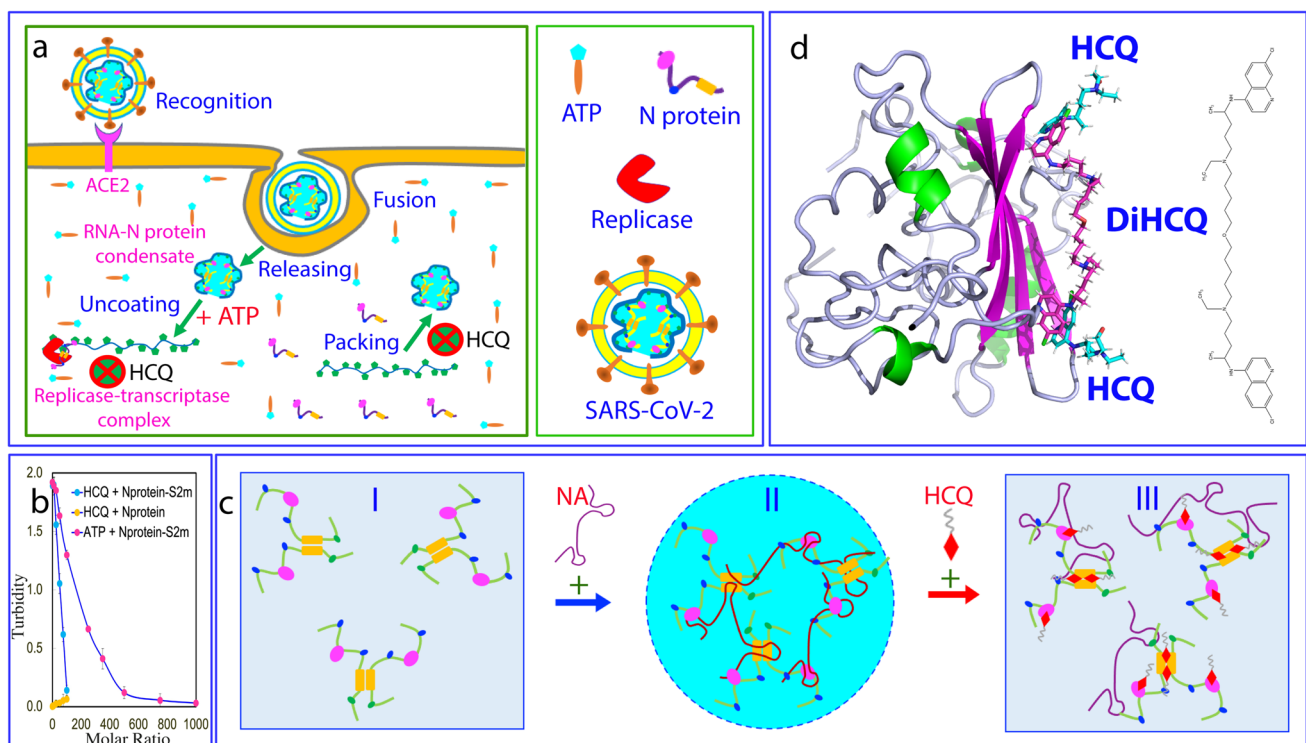 a
Recognition
ACE2
Fusion
RNA-N protein
condensate
Releasing
Uncoating
+ ATP
Packing
HCQ
HCQ
Replicase-transcriptase
complex
ATP
N protein
Replicase
SARS-CoV-2
d
HCQ
DiHCQ
HCQ
b
2.0
1.5
1.0
0.5
0
0 200 400 600 800 1000
Turbidity
Molar Ratio
HCQ + Nprotein-S2m
HCQ + Nprotein
ATP + Nprotein-S2m
c
I
NA
+
II
HCQ
+
III